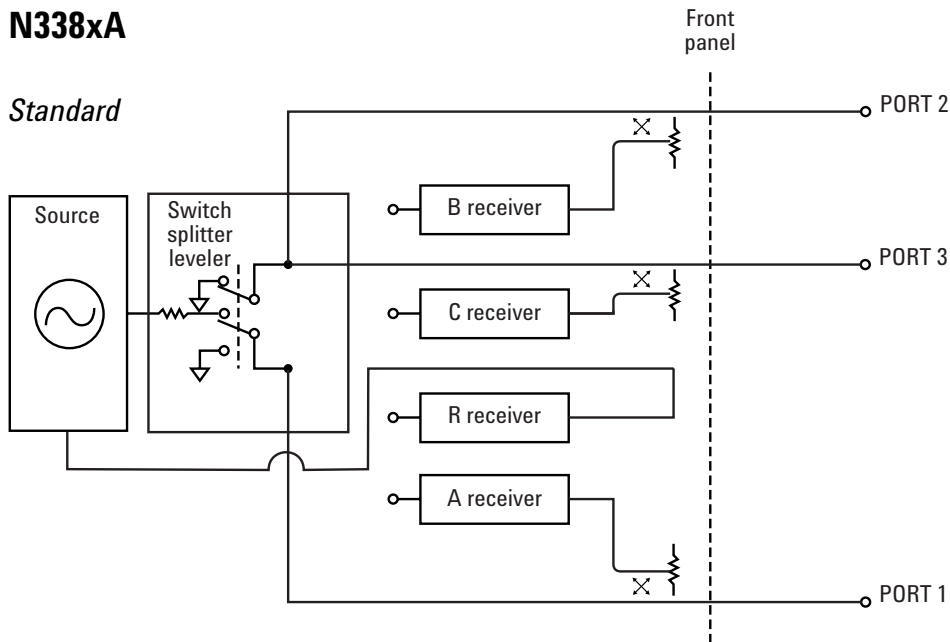 N338xA
Front
panel
Standard
PORT 2
Source
Switch
splitter
leveler
B receiver
PORT 3
C receiver
R receiver
A receiver
PORT 1